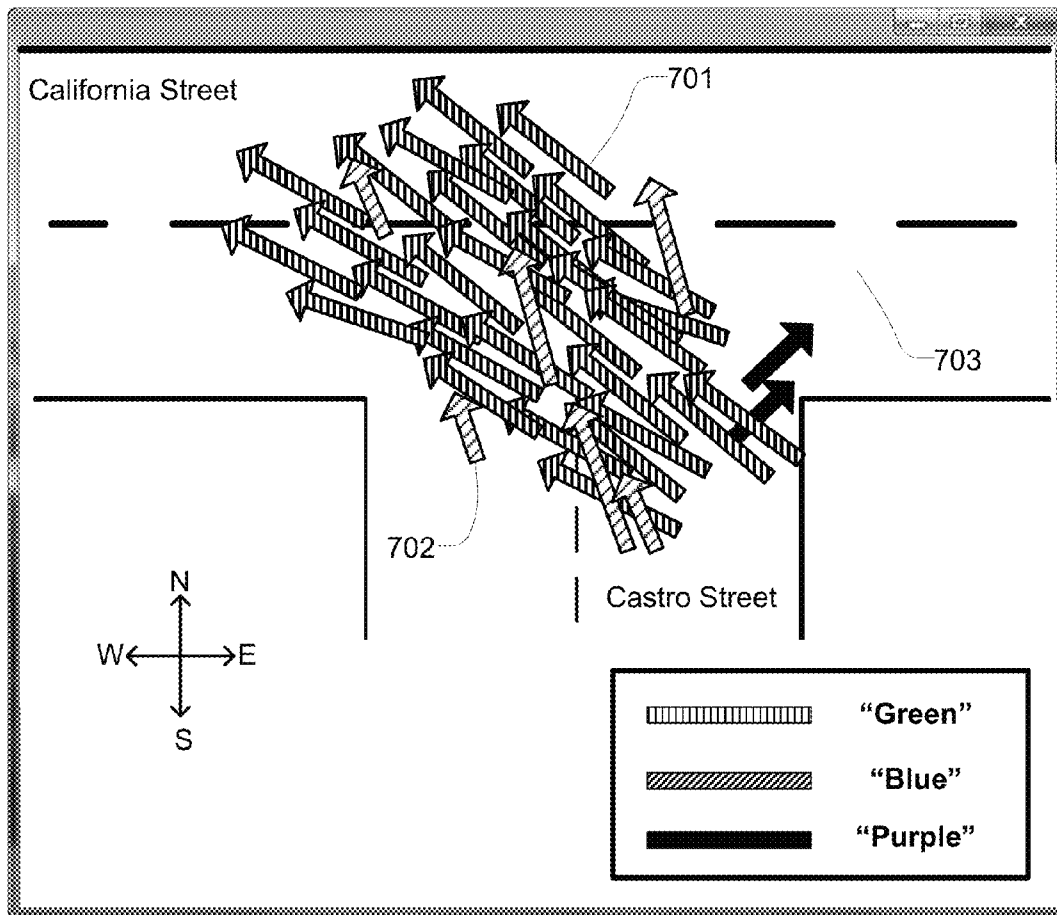 California Street
701
703
702
Castro Street
N
W E
S
“Green”
“Blue”
“Purple”